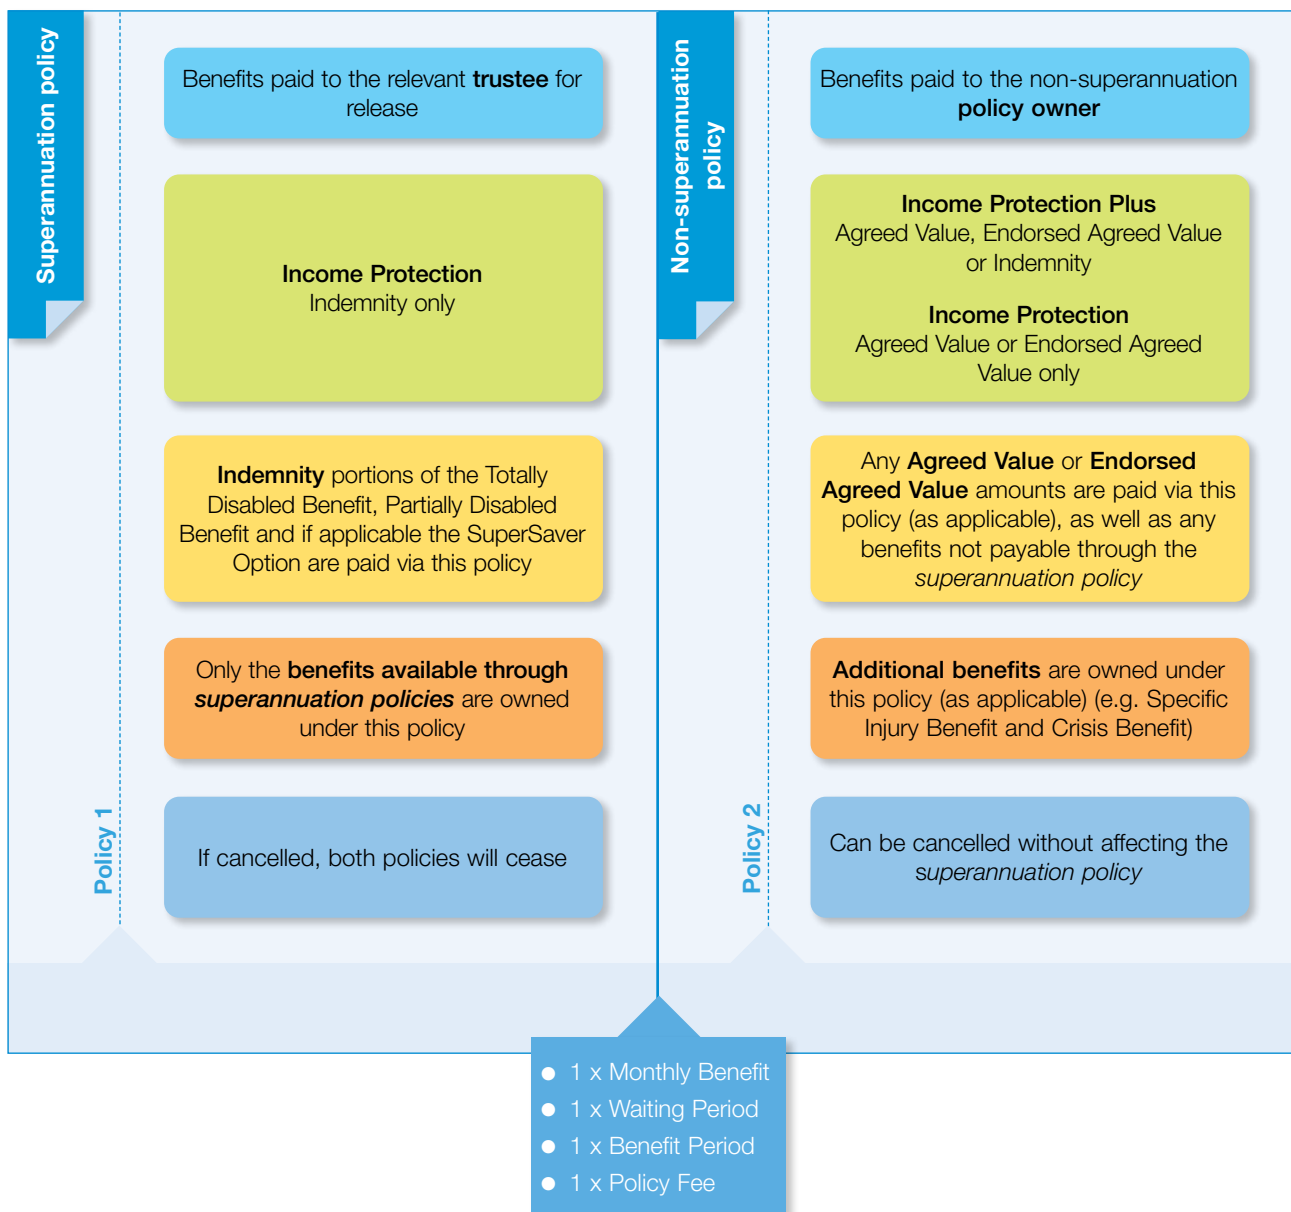 Superannuation policy
Benefits paid to the relevant trustee for
release
Income Protection
Indemnity only
Indemnity portions of the Totally
Disabled Benefit, Partially Disabled
Benefit and if applicable the SuperSaver
Option are paid via this policy
Only the benefits available through
superannuation policies are owned
under this policy
If cancelled, both policies will cease
Policy 1
Non-superannuation
policy
Benefits paid to the non-superannuation
policy owner
Income Protection Plus
Agreed Value, Endorsed Agreed Value
or Indemnity
Income Protection
Agreed Value or Endorsed Agreed
Value only
Any Agreed Value or Endorsed
Agreed Value amounts are paid via this
policy (as applicable), as well as any
benefits not payable through the
superannuation policy
Additional benefits are owned under
this policy (as applicable) (e.g. Specific
Injury Benefit and Crisis Benefit)
Can be cancelled without affecting the
superannuation policy
Policy 2
● 1 x Monthly Benefit
● 1 x Waiting Period
● 1 x Benefit Period
● 1 x Policy Fee